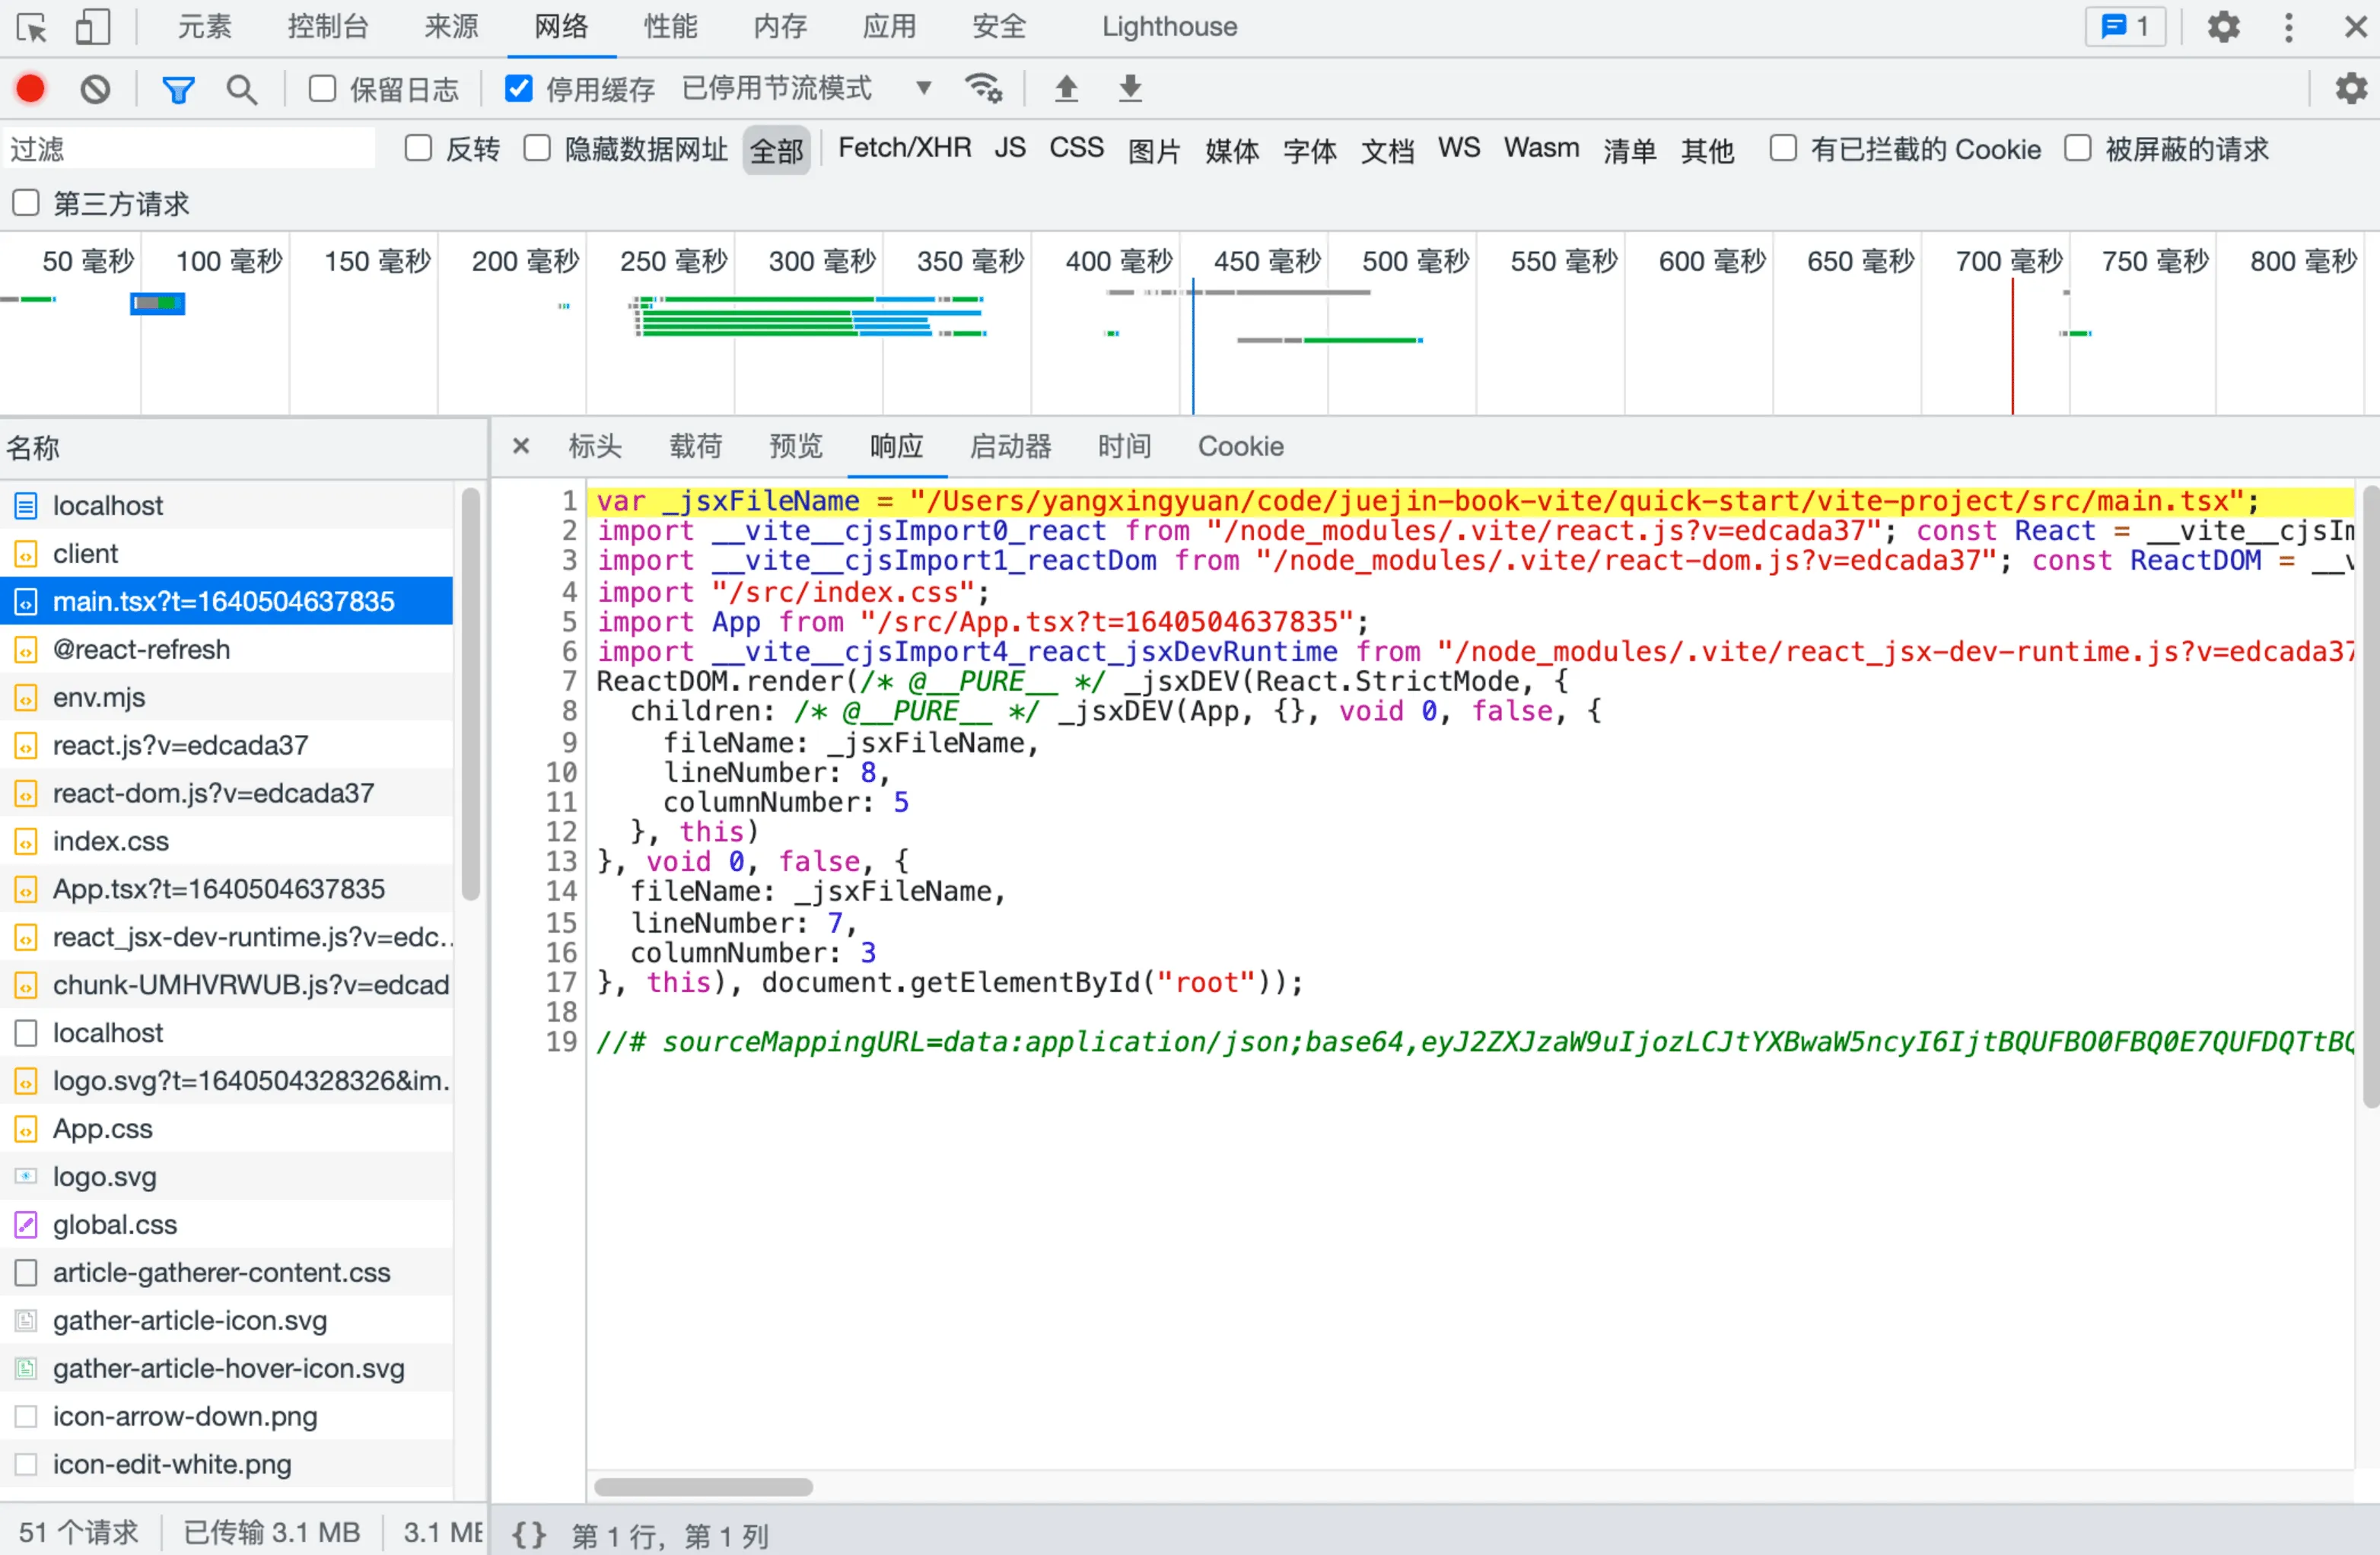 元素 控制台 来源 网络 性能 内存 应用 安全 Lighthouse 1
保留日志 停用缓存 已停用节流模式
过滤 反转 隐藏数据网址 全部 Fetch/XHR JS CSS 图片 媒体 字体 文档 WS Wasm 清单 其他 有已拦截的 Cookie 被屏蔽的请求
第三方请求
50 毫秒 100 毫秒 150 毫秒 200 毫秒 250 毫秒 300 毫秒 350 毫秒 400 毫秒 450 毫秒 500 毫秒 550 毫秒 600 毫秒 650 毫秒 700 毫秒 750 毫秒 800 毫秒
名称
localhost
client
main.tsx?t=1640504637835
@react-refresh
env.mjs
react.js?v=edcada37
react-dom.js?v=edcada37
index.css
App.tsx?t=1640504637835
react_jsx-dev-runtime.js?v=edc..
chunk-UMHVRWUB.js?v=edcad
localhost
logo.svg?t=1640504328326&im.
App.css
logo.svg
global.css
article-gatherer-content.css
gather-article-icon.svg
gather-article-hover-icon.svg
icon-arrow-down.png
icon-edit-white.png
51 个请求 已传输 3.1 MB 3.1 ME
标头 载荷 预览 响应 启动器 时间 Cookie
1 var _jsxFileName = "/Users/yangxingyuan/code/juejin-book-vite/quick-start/vite-project/src/main.tsx";
2 import __vite__cjsImport0_react from "/node_modules/.vite/react.js?v=edcada37"; const React = __vite__cjsIm
3 import __vite__cjsImport1_reactDom from "/node_modules/.vite/react-dom.js?v=edcada37"; const ReactDOM = __v
4 import "/src/index.css";
5 import App from "/src/App.tsx?t=1640504637835";
6 import __vite__cjsImport4_react_jsxDevRuntime from "/node_modules/.vite/react_jsx-dev-runtime.js?v=edcada37
7 ReactDOM.render(/* @__PURE__ */ _jsxDEV(React.StrictMode, {
8   children: /* @__PURE__ */ _jsxDEV(App, {}, void 0, false, {
9     fileName: _jsxFileName,
10     lineNumber: 8,
11     columnNumber: 5
12   }, this)
13 }, void 0, false, {
14   fileName: _jsxFileName,
15   lineNumber: 7,
16   columnNumber: 3
17 }, this), document.getElementById("root"));
18
19 //# sourceMappingURL=data:application/json;base64,eyJ2ZXJzaW9uIjozLCJtYXBwaW5ncyI6IjtBQUFBO0FBQ0E7QUFDQTtBQ
{} 第 1 行，第 1 列